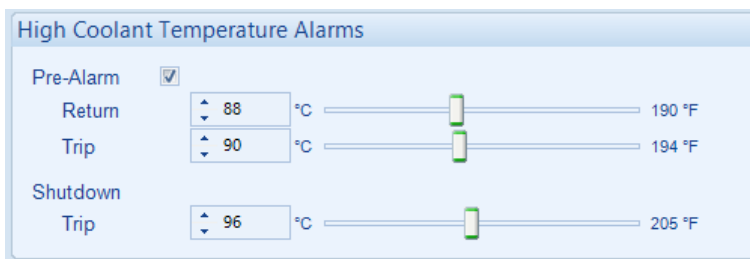 High Coolant Temperature Alarms
Pre-Alarm
Return 88 °C 190 °F
Trip 90 °C 194 °F
Shutdown
Trip 96 °C 205 °F